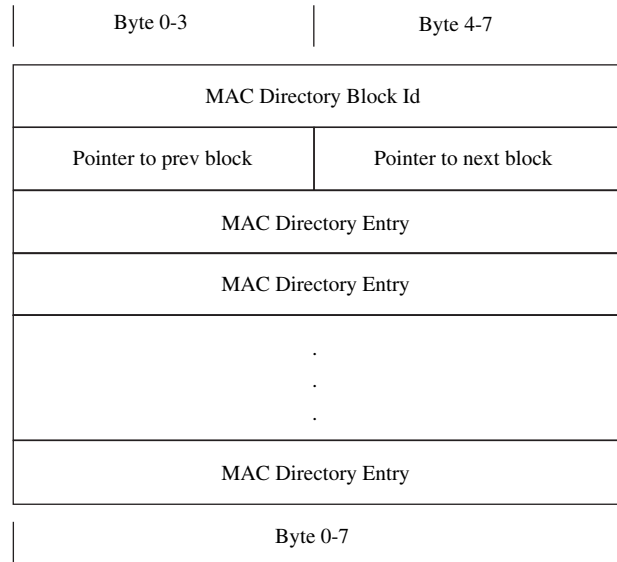 Byte 0-3 Byte 4-7
MAC Directory Block Id
Pointer to prev block Pointer to next block
MAC Directory Entry
MAC Directory Entry
.
.
.
MAC Directory Entry
Byte 0-7